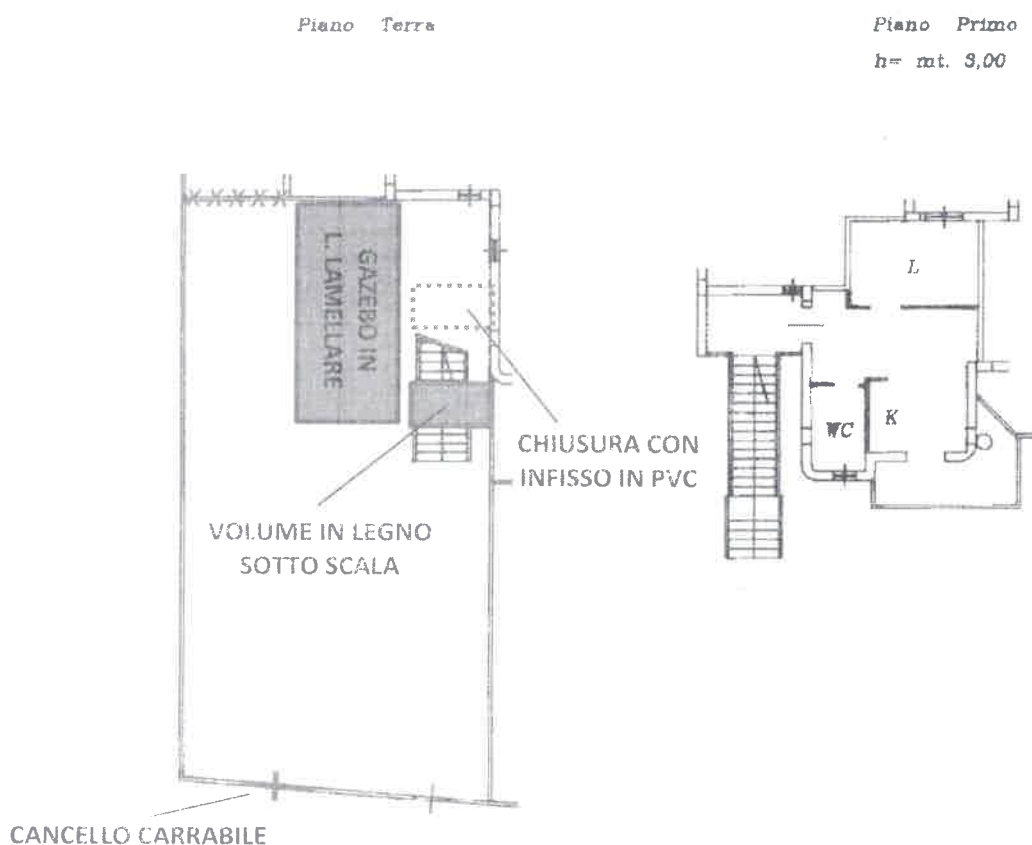 Piano Terra
Piano Primo
h= mt. 3,00
GAZEBO IN
L. LAMELLARE
L
WC
K
CHIUSURA CON
INFISSO IN PVC
VOLUME IN LEGNO
SOTTO SCALA
CANCELLO CARRABILE